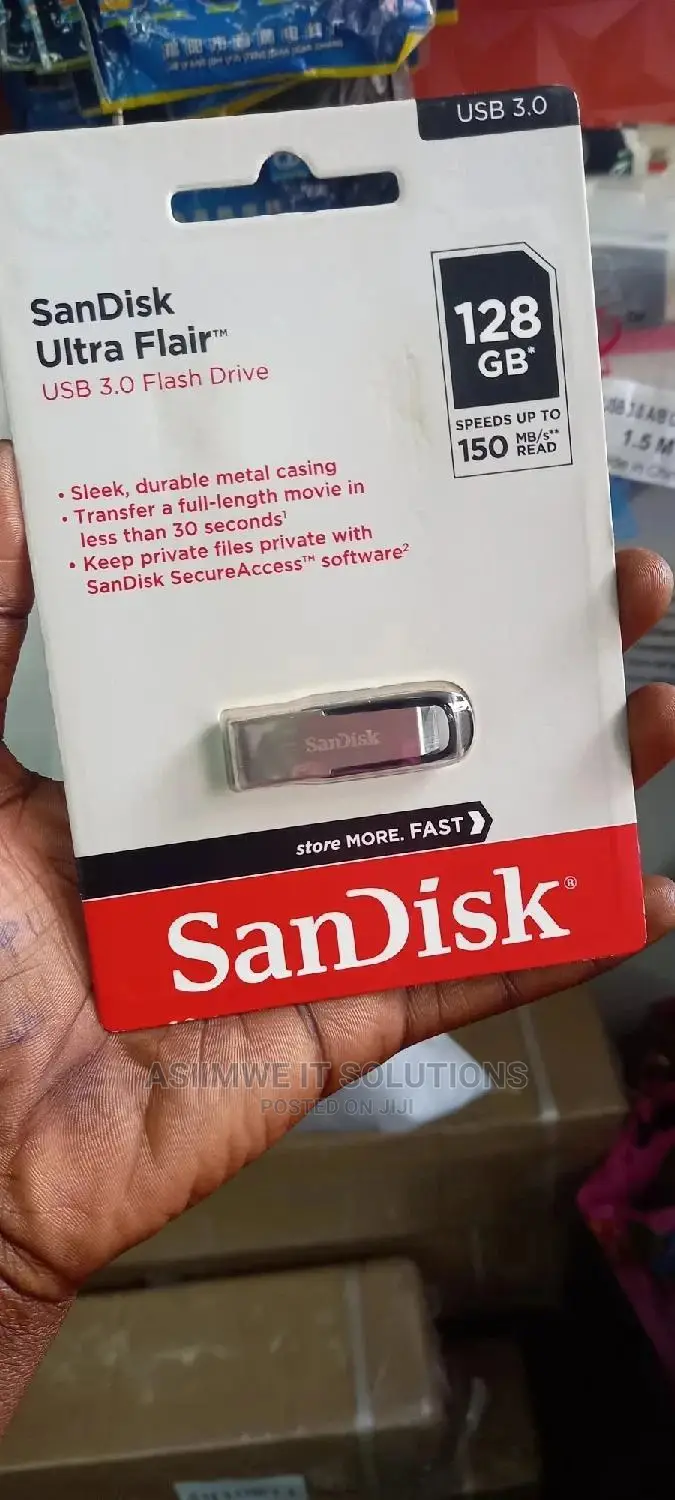 USB 3.0
SanDisk
Ultra Flair™
USB 3.0 Flash Drive
128
GB*
SPEEDS UP TO
150 MB/s**
READ
• Sleek, durable metal casing
• Transfer a full-length movie in
less than 30 seconds¹
• Keep private files private with
SanDisk SecureAccess™ software²
1.5 M
SanDisk
store MORE. FAST
SanDisk®
ASIIMWE IT SOLUTIONS
POSTED ON JIJI